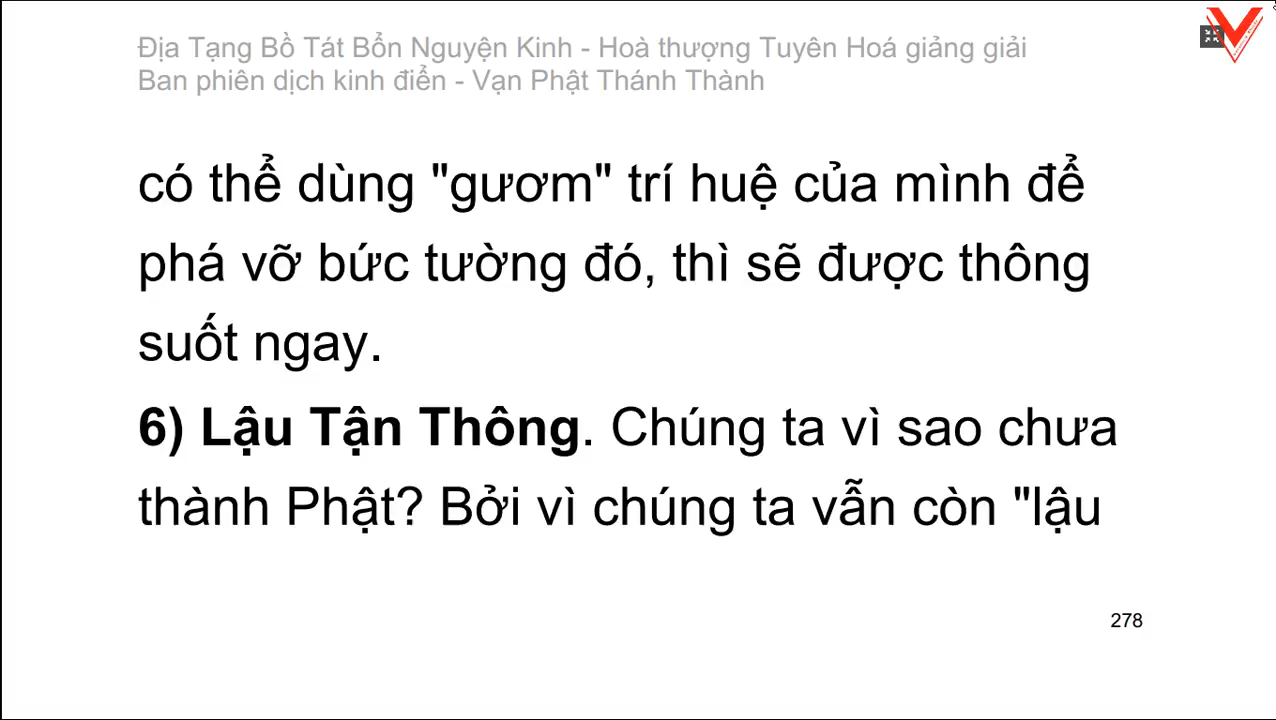 Địa Tạng Bồ Tát Bổn Nguyện Kinh - Hoà thượng Tuyên Hoá giảng giải
Ban phiên dịch kinh điển - Vạn Phật Thánh Thành
có thể dùng "gươm" trí huệ của mình để
phá vỡ bức tường đó, thì sẽ được thông
suốt ngay.
6) Lậu Tận Thông. Chúng ta vì sao chưa
thành Phật? Bởi vì chúng ta vẫn còn "lậu
278